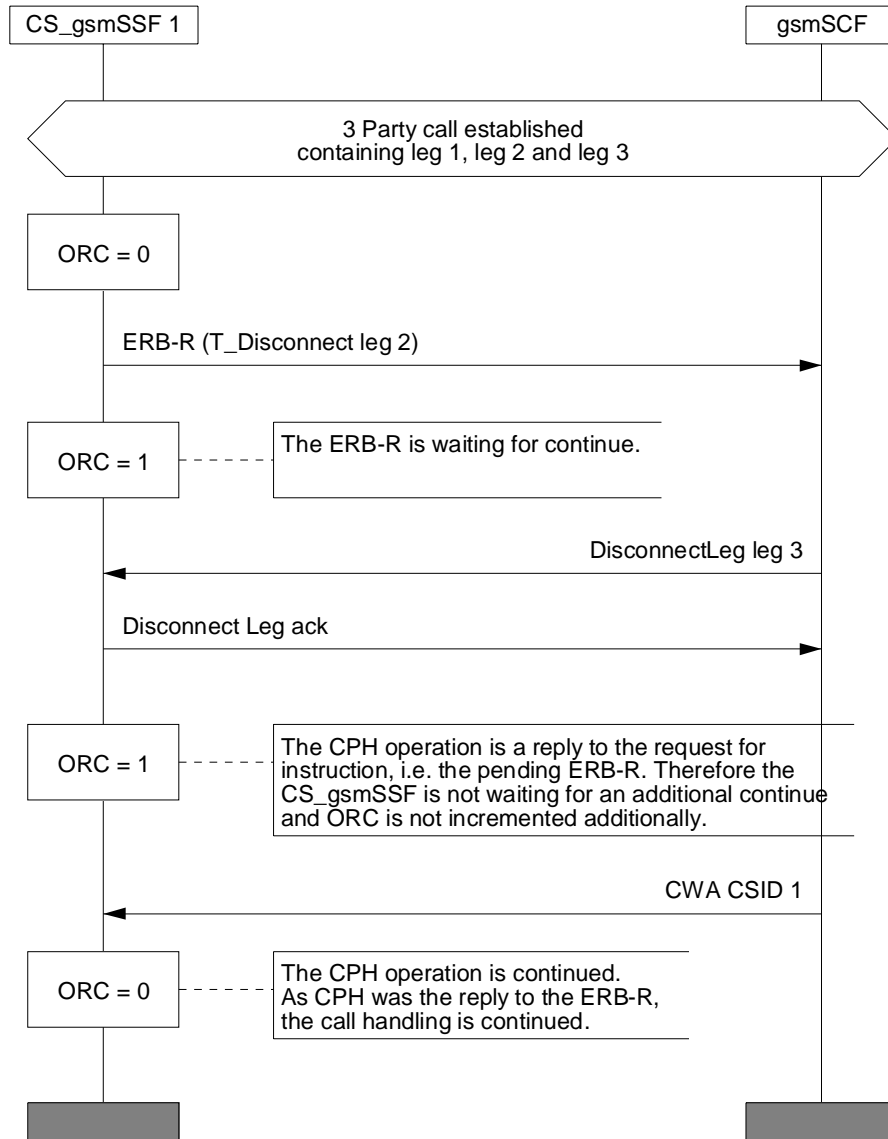 CS_gsmSSF 1
gsmSCF
3 Party call established
containing leg 1, leg 2 and leg 3
ORC = 0
ERB-R (T_Disconnect leg 2)
ORC = 1
The ERB-R is waiting for continue.
DisconnectLeg leg 3
Disconnect Leg ack
ORC = 1
The CPH operation is a reply to the request for
instruction, i.e. the pending ERB-R. Therefore the
CS_gsmSSF is not waiting for an additional continue
and ORC is not incremented additionally.
CWA CSID 1
ORC = 0
The CPH operation is continued.
As CPH was the reply to the ERB-R,
the call handling is continued.